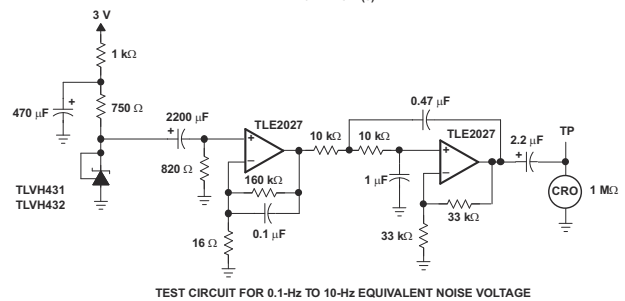 3 V
1 kΩ
470 μF
+
750 Ω
2200 μF
+
820 Ω
TLVH431
TLVH432
TLE2027
+
−
160 kΩ
0.1 μF
16 Ω
10 kΩ
10 kΩ
0.47 μF
1 μF
TLE2027
+
−
33 kΩ
33 kΩ
2.2 μF
+
TP
CRO
1 MΩ
TEST CIRCUIT FOR 0.1-Hz TO 10-Hz EQUIVALENT NOISE VOLTAGE